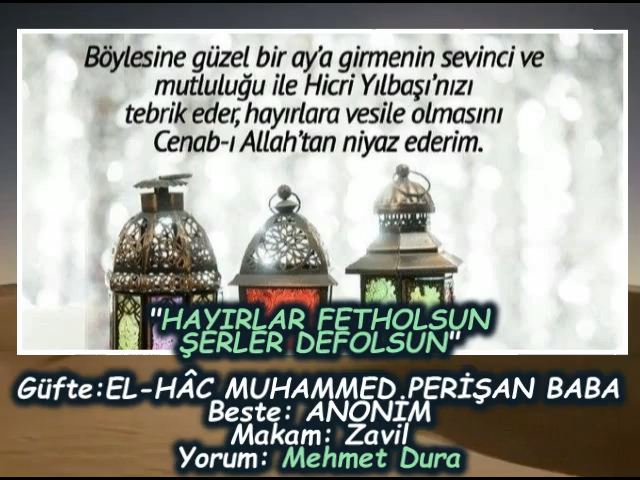 Böylesine güzel bir ay'a girmenin sevinci ve
mutluluğu ile Hicri Yılbaşı'nızı
tebrik eder, hayırlara vesile olmasını
Cenab-ı Allah'tan niyaz ederim.
"HAYIRLAR FETHOLSUN
ŞERLER DEFOLSUN"
Güfte:EL-HÂC MUHAMMED PERİŞAN BABA
Beste: ANONİM
Makam: Zavil
Yorum: Mehmet Dura